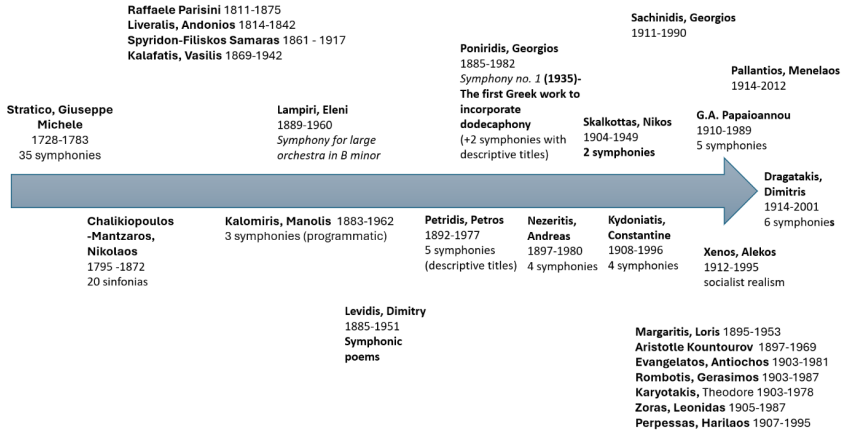 Raffaele Parisini 1811-1875
Liveralis, Andonios 1814-1842
Spyridon-Filiskos Samaras 1861 - 1917
Kalafatis, Vasilis 1869-1942
Sachinidis, Georgios
1911-1990
Poniridis, Georgios
1885-1982
Symphony no. 1 (1935)-
The first Greek work to
incorporate
dodecaphony
(+2 symphonies with
descriptive titles)
Pallantios, Menelaos
1914-2012
Stratico, Giuseppe
Michele
1728-1783
35 symphonies
Lampiri, Eleni
1889-1960
Symphony for large
orchestra in B minor
Skalkottas, Nikos
1904-1949
2 symphonies
G.A. Papaioannou
1910-1989
5 symphonies
Dragatakis,
Dimitris
1914-2001
6 symphonies
Chalikiopoulos
-Mantzaros,
Nikolaos
1795 -1872
20 sinfonias
Kalomiris, Manolis 1883-1962
3 symphonies (programmatic)
Petridis, Petros
1892-1977
5 symphonies
(descriptive titles)
Nezeritis,
Andreas
1897-1980
4 symphonies
Kydoniatis,
Constantine
1908-1996
4 symphonies
Xenos, Alekos
1912-1995
socialist realism
Levidis, Dimitry
1885-1951
Symphonic
poems
Margaritis, Loris 1895-1953
Aristotle Kountourov 1897-1969
Evangelatos, Antiochos 1903-1981
Rombotis, Gerasimos 1903-1987
Karyotakis, Theodore 1903-1978
Zoras, Leonidas 1905-1987
Perpessas, Harilaos 1907-1995